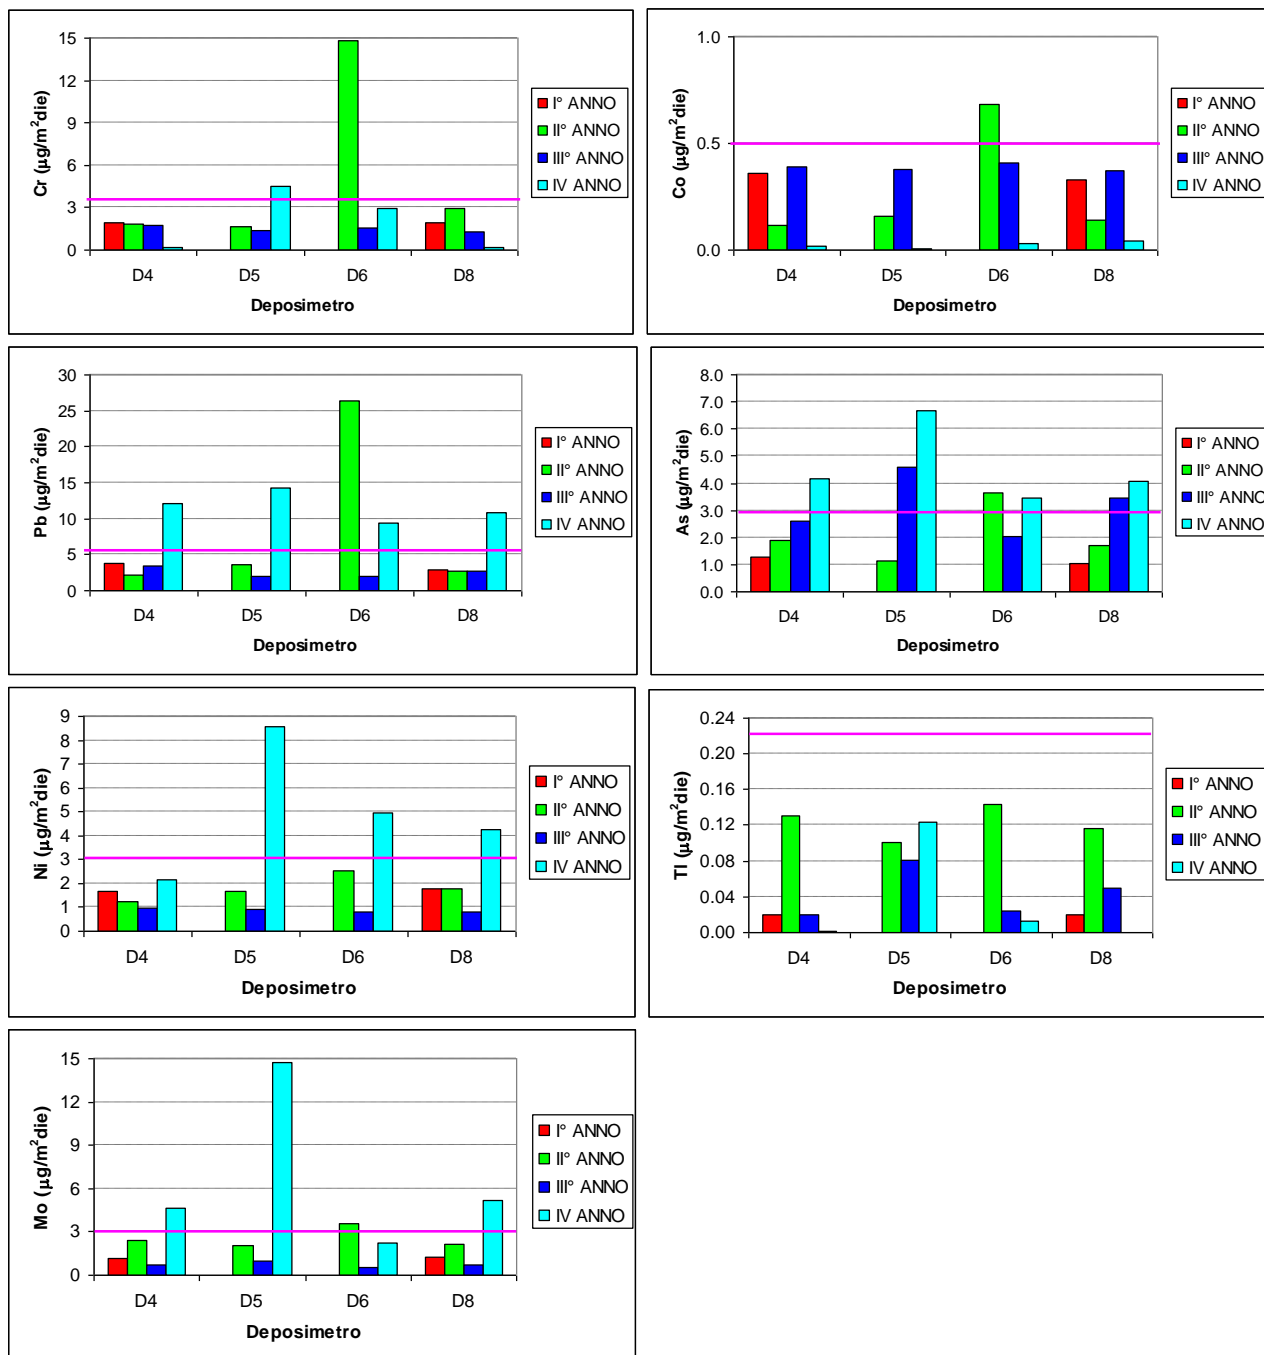 Cr (µg/m²die)
15
12
9
6
3
0
D4 D5 D6 D8
Deposimetro
I° ANNO
II° ANNO
III° ANNO
IV ANNO
Co (µg/m²die)
1.0
0.5
0.0
D4 D5 D6 D8
Deposimetro
I° ANNO
II° ANNO
III° ANNO
IV ANNO
Pb (µg/m²die)
30
25
20
15
10
5
0
D4 D5 D6 D8
Deposimetro
I° ANNO
II° ANNO
III° ANNO
IV ANNO
As (µg/m²die)
8.0
7.0
6.0
5.0
4.0
3.0
2.0
1.0
0.0
D4 D5 D6 D8
Deposimetro
I° ANNO
II° ANNO
III° ANNO
IV ANNO
Ni (µg/m²die)
9
8
7
6
5
4
3
2
1
0
D4 D5 D6 D8
Deposimetro
I° ANNO
II° ANNO
III° ANNO
IV ANNO
Tl (µg/m²die)
0.24
0.20
0.16
0.12
0.08
0.04
0.00
D4 D5 D6 D8
Deposimetro
I° ANNO
II° ANNO
III° ANNO
IV ANNO
Mo (µg/m²die)
15
12
9
6
3
0
D4 D5 D6 D8
Deposimetro
I° ANNO
II° ANNO
III° ANNO
IV ANNO